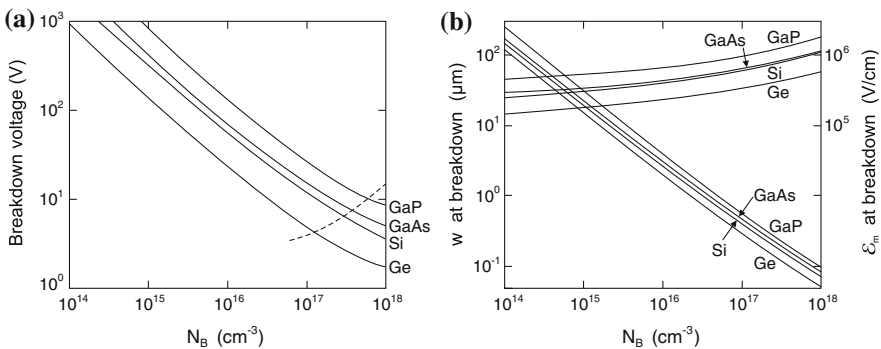 (a)
Breakdown voltage (V)
10³
10²
10¹
10⁰
GaP
GaAs
Si
Ge
10¹⁴ 10¹⁵ 10¹⁶ 10¹⁷ 10¹⁸
N_B (cm⁻³)
(b)
w at breakdown (µm)
10²
10¹
10⁰
10⁻¹
GaP
GaAs
Si
Ge
GaAs
GaP
Si
Ge
10⁶
10⁵
ℰₘ at breakdown (V/cm)
10¹⁴ 10¹⁵ 10¹⁶ 10¹⁷ 10¹⁸
N_B (cm⁻³)